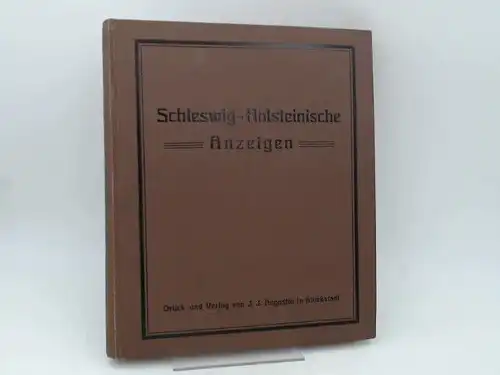 Schleswig-Holsteinische
Anzeigen
Druck und Verlag von J. J. Augustin in Glückstadt